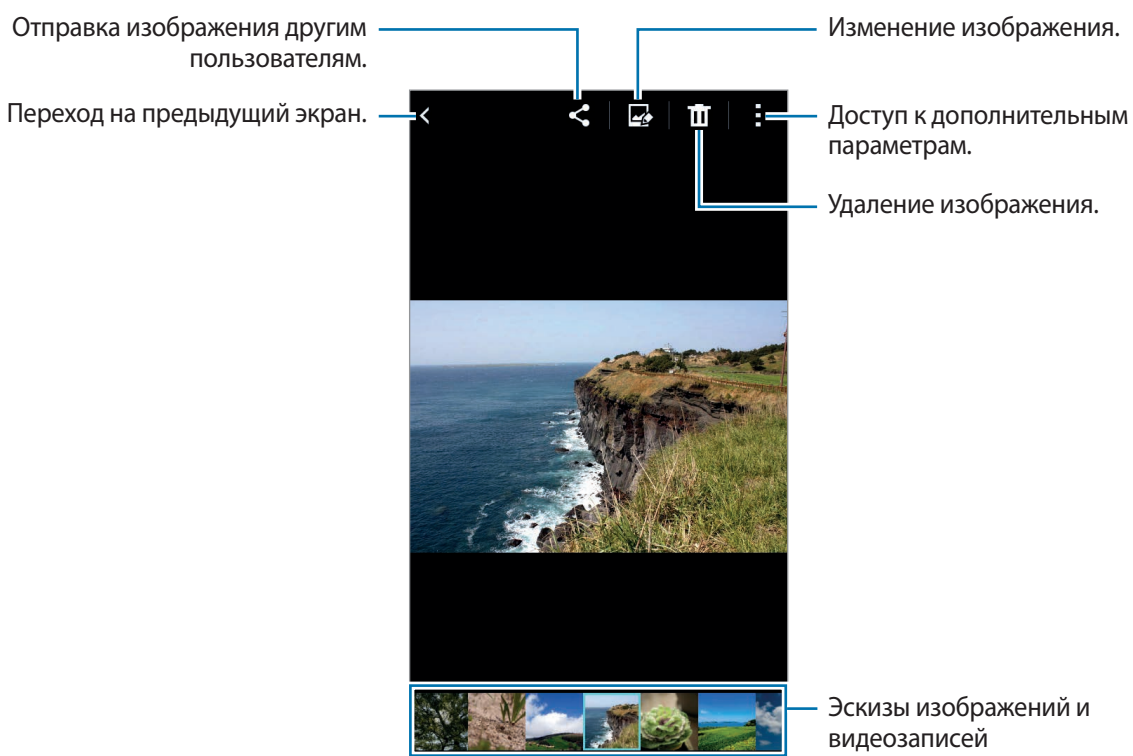 Отправка изображения другим
пользователям.
Переход на предыдущий экран.
Изменение изображения.
Доступ к дополнительным
параметрам.
Удаление изображения.
Эскизы изображений и
видеозаписей